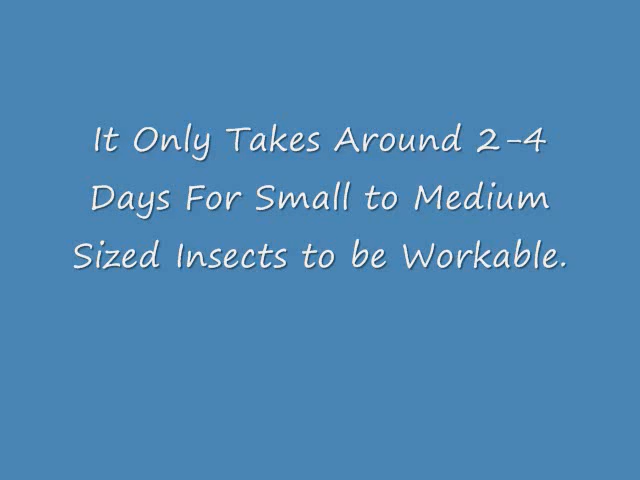 It Only Takes Around 2-4
Days For Small to Medium
Sized Insects to be Workable.